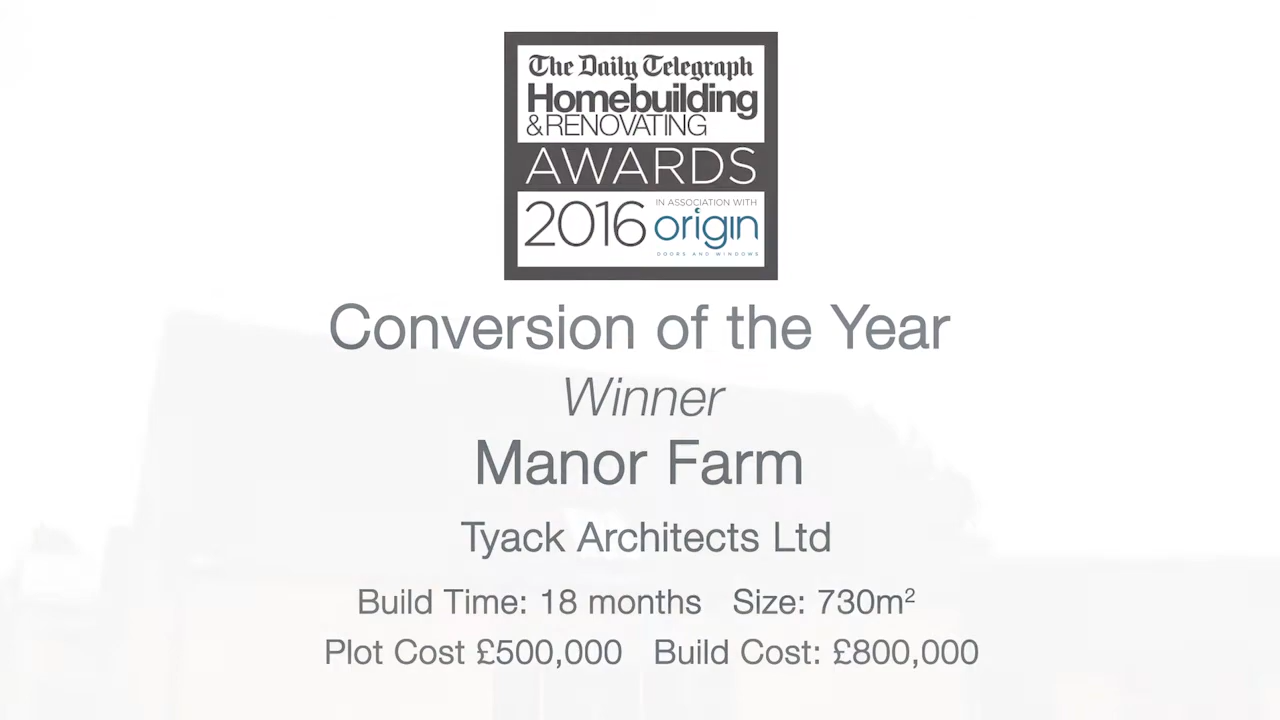 The Daily Telegraph
Homebuilding
&RENOVATING
AWARDS
2016 IN ASSOCIATION WITH
origin
DOORS AND WINDOWS
Conversion of the Year
Winner
Manor Farm
Tyack Architects Ltd
Build Time: 18 months Size: 730m²
Plot Cost £500,000 Build Cost: £800,000